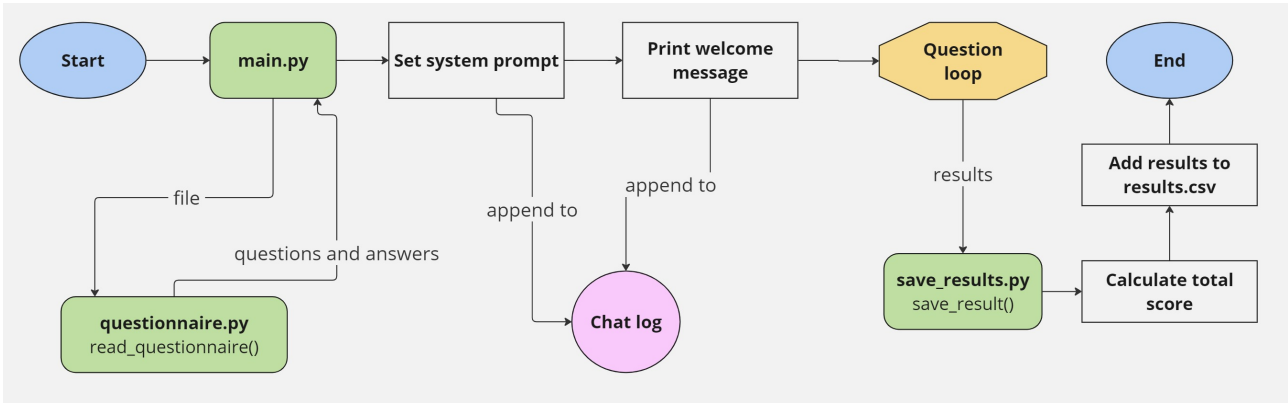 Start
main.py
Set system prompt
Print welcome
message
Question
loop
End
file
questions and answers
append to
append to
results
Add results to
results.csv
questionnaire.py
read_questionnaire()
Chat log
save_results.py
save_result()
Calculate total
score